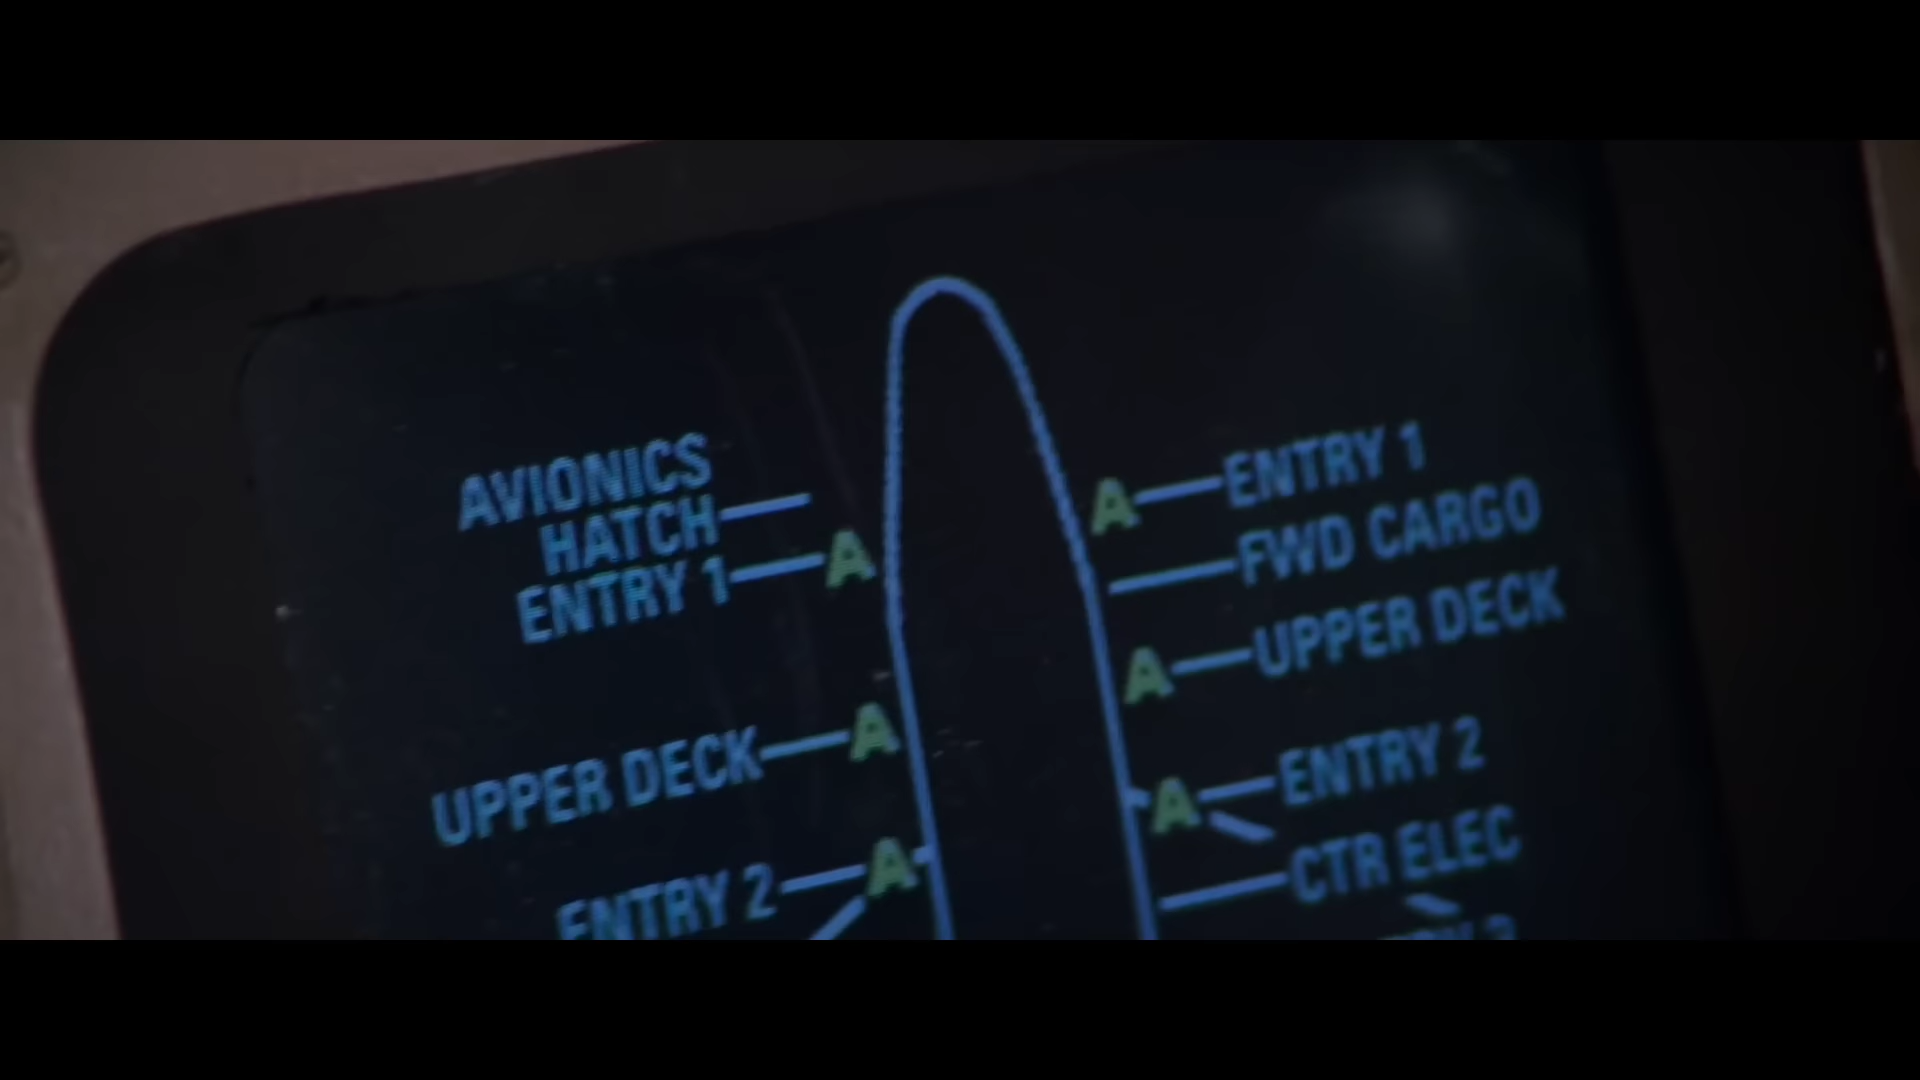 AVIONICS
HATCH
ENTRY 1 A
UPPER DECK A
ENTRY 2 A
A ENTRY 1
FWD CARGO
A UPPER DECK
A ENTRY 2
CTR ELEC